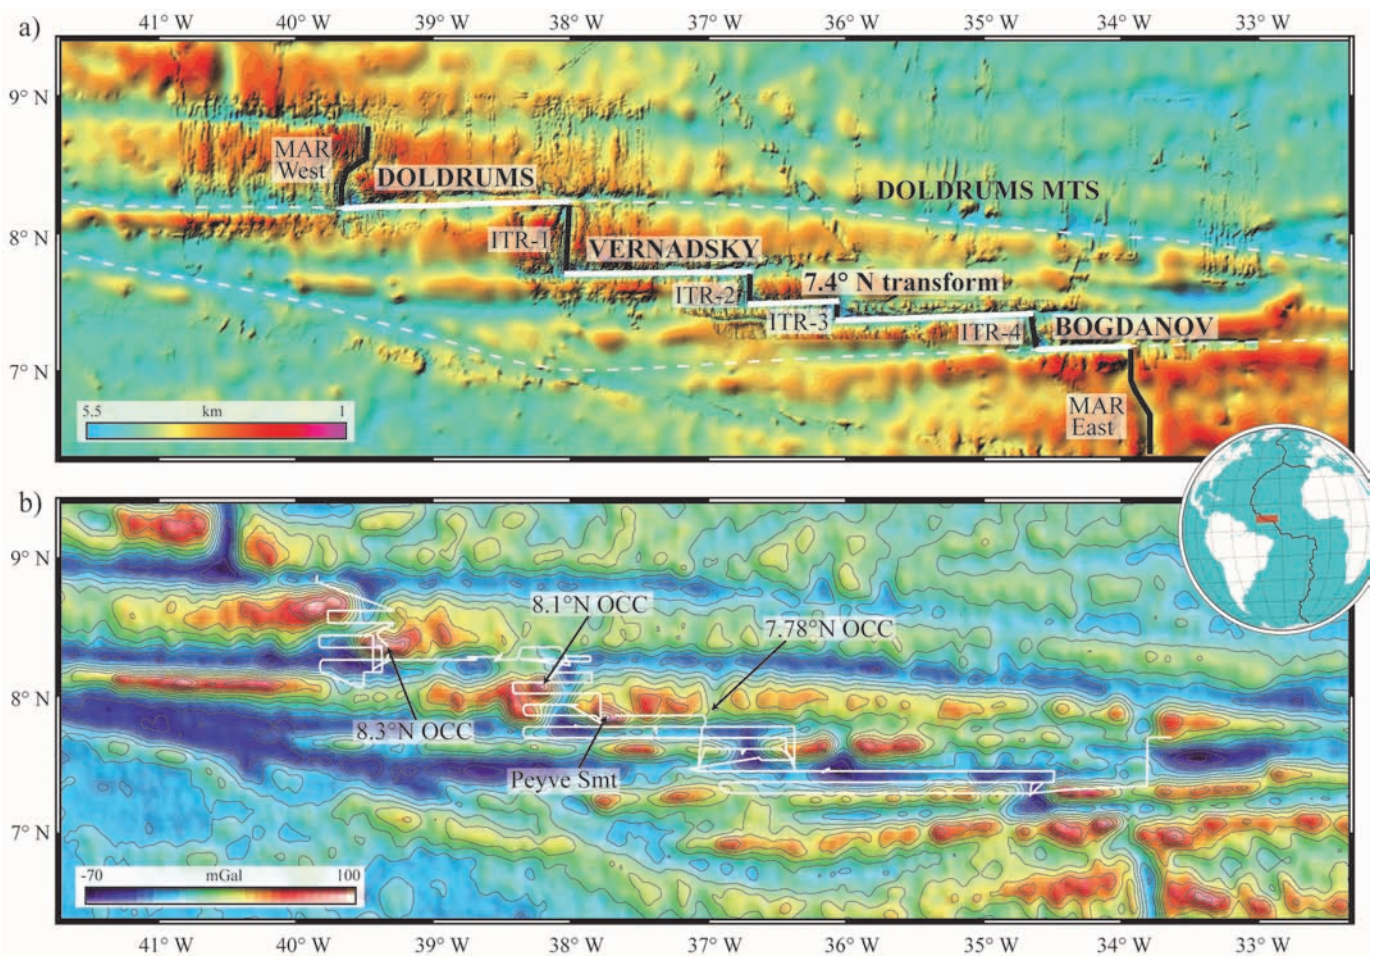 a)
41° W 40° W 39° W 38° W 37° W 36° W 35° W 34° W 33° W
9° N
8° N
7° N
MAR
West
DOLDRUMS
DOLDRUMS MTS
ITR-1
VERNADSKY
ITR-2
7.4° N transform
ITR-3
ITR-4
BOGDANOV
MAR
East
5.5 km 1
b)
9° N
8° N
7° N
8.1°N OCC
7.78°N OCC
8.3°N OCC
Peyve Smt
-70 mGal 100
41° W 40° W 39° W 38° W 37° W 36° W 35° W 34° W 33° W